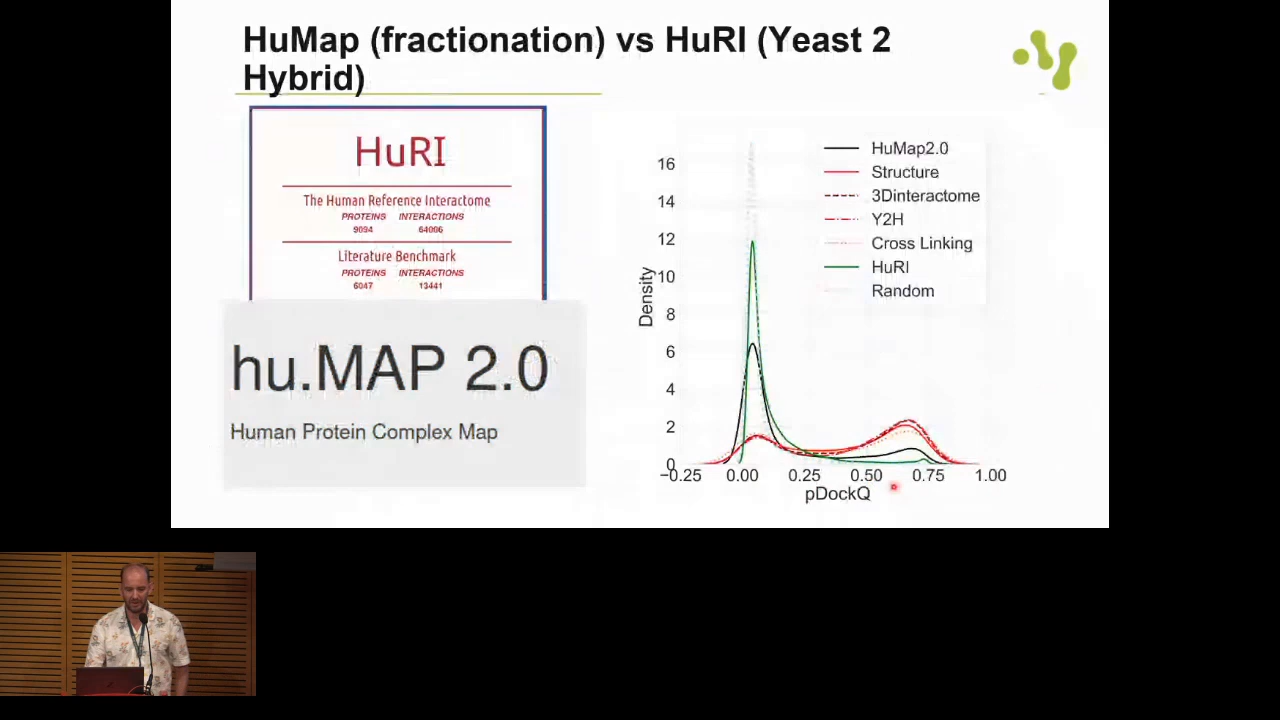 HuMap (fractionation) vs HuRI (Yeast 2
Hybrid)
HuRI
The Human Reference Interactome
PROTEINS INTERACTIONS
9094 64006
Literature Benchmark
PROTEINS INTERACTIONS
6047 13441
hu.MAP 2.0
Human Protein Complex Map
HuMap2.0
Structure
3Dinteractome
Y2H
Cross Linking
HuRI
Random
Density
16
14
12
10
8
6
4
2
0
−0.25 0.00 0.25 0.50 0.75 1.00
pDockQ